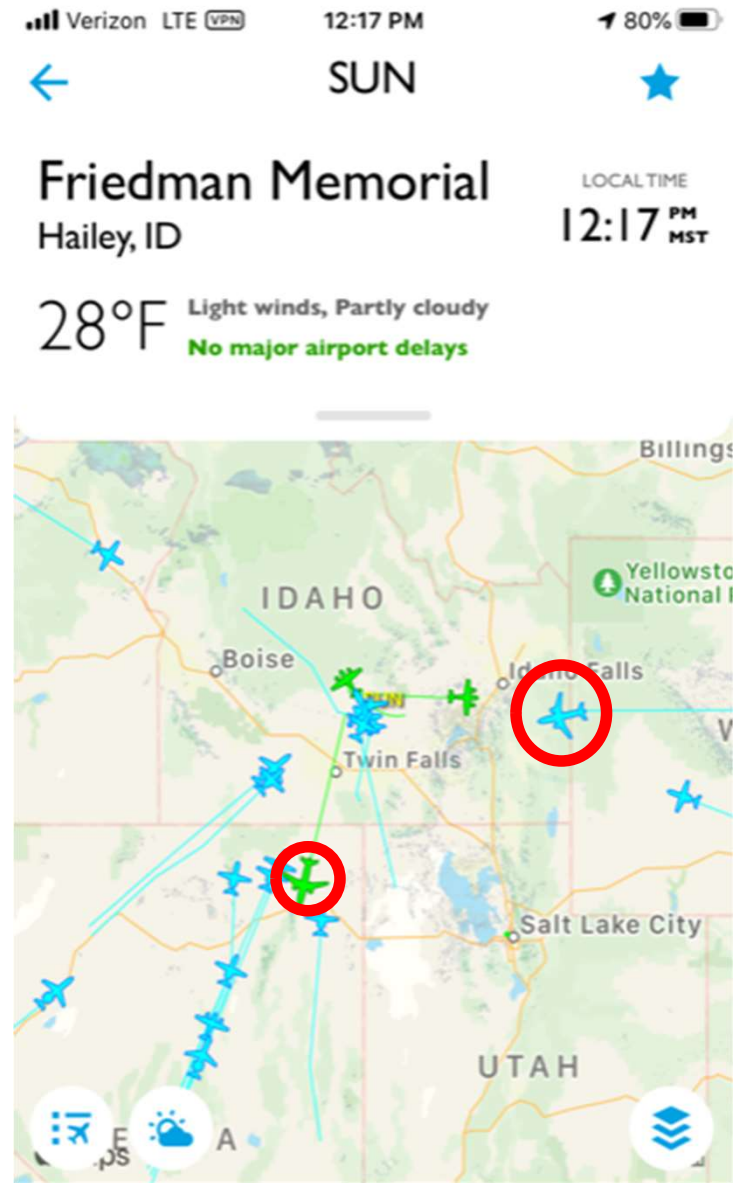 Verizon LTE VPN 12:17 PM 80%
SUN
Friedman Memorial
Hailey, ID
LOCAL TIME
12:17 PM MST
28°F
Light winds, Partly cloudy
No major airport delays
Billings
Yellowsto
National
IDAHO
Boise
Idaho Falls
SUN
W
Twin Falls
Salt Lake City
UTAH
E A